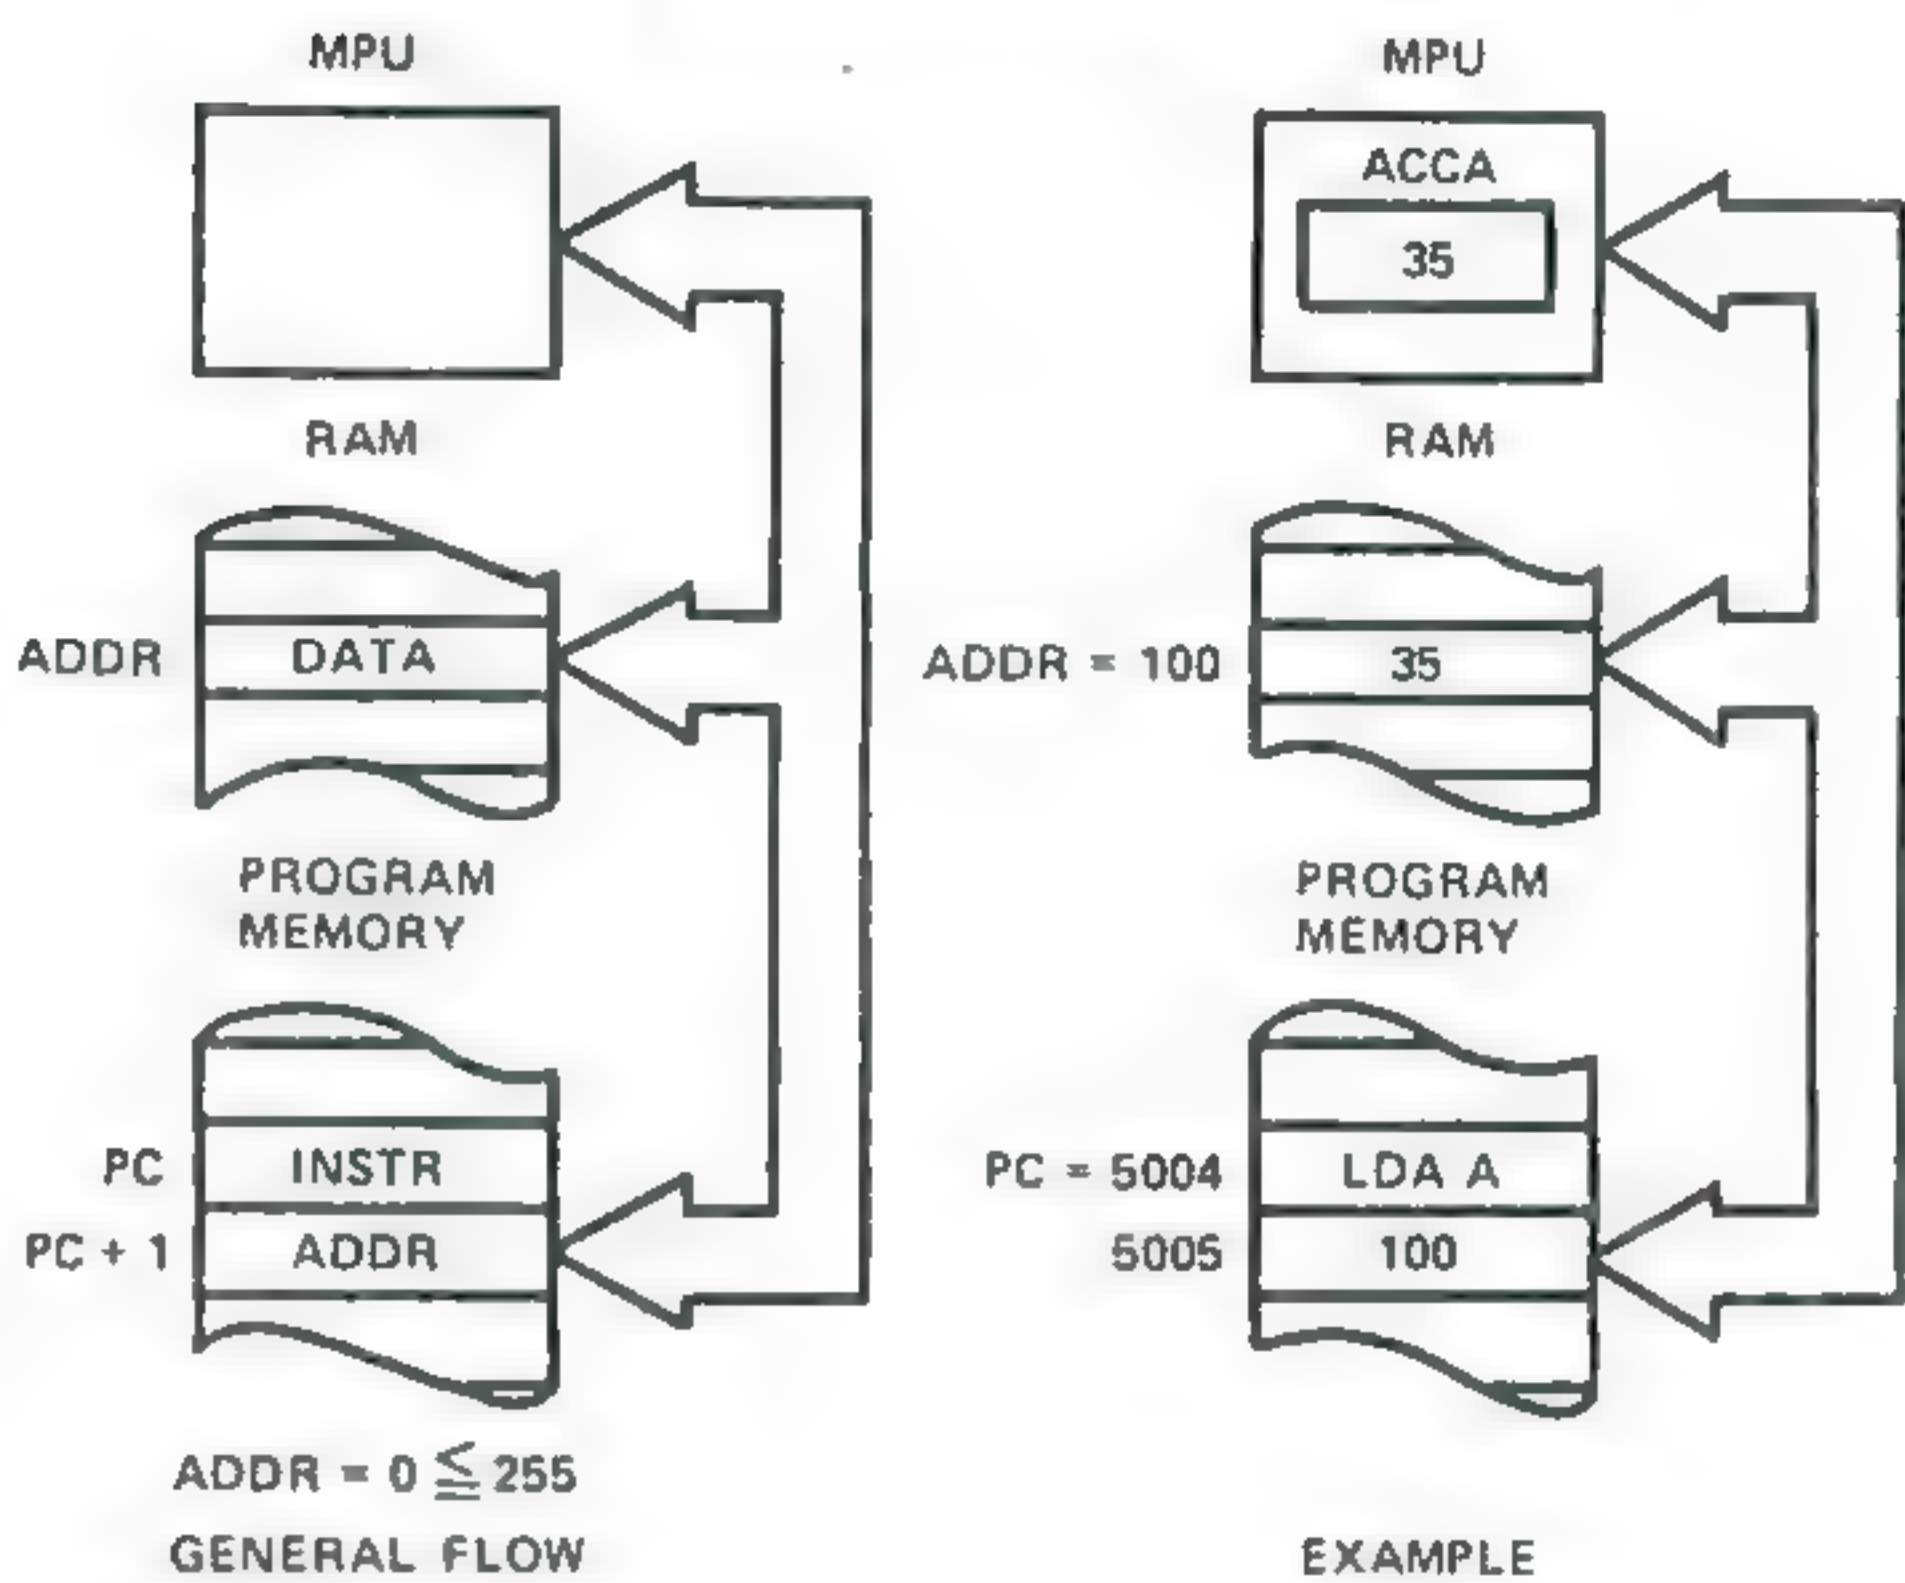 MPU
RAM
ADDR
DATA
PROGRAM
MEMORY
PC
INSTR
PC + 1
ADDR
ADDR = 0 ≦ 255
GENERAL FLOW
MPU
ACCA
35
RAM
ADDR = 100
35
PROGRAM
MEMORY
PC = 5004
LDA A
5005
100
EXAMPLE